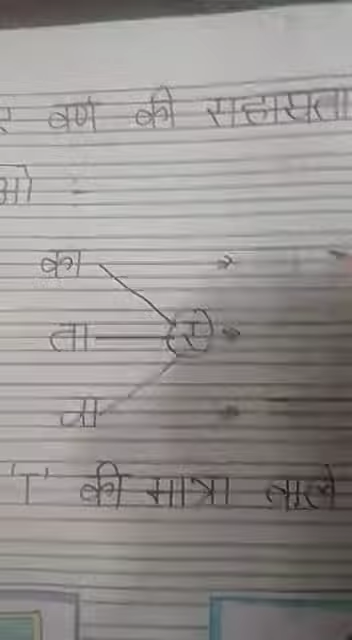 र वर्ण की सहायता
ओ :-
का
ता र
वा
'ा' की मात्रा वाले